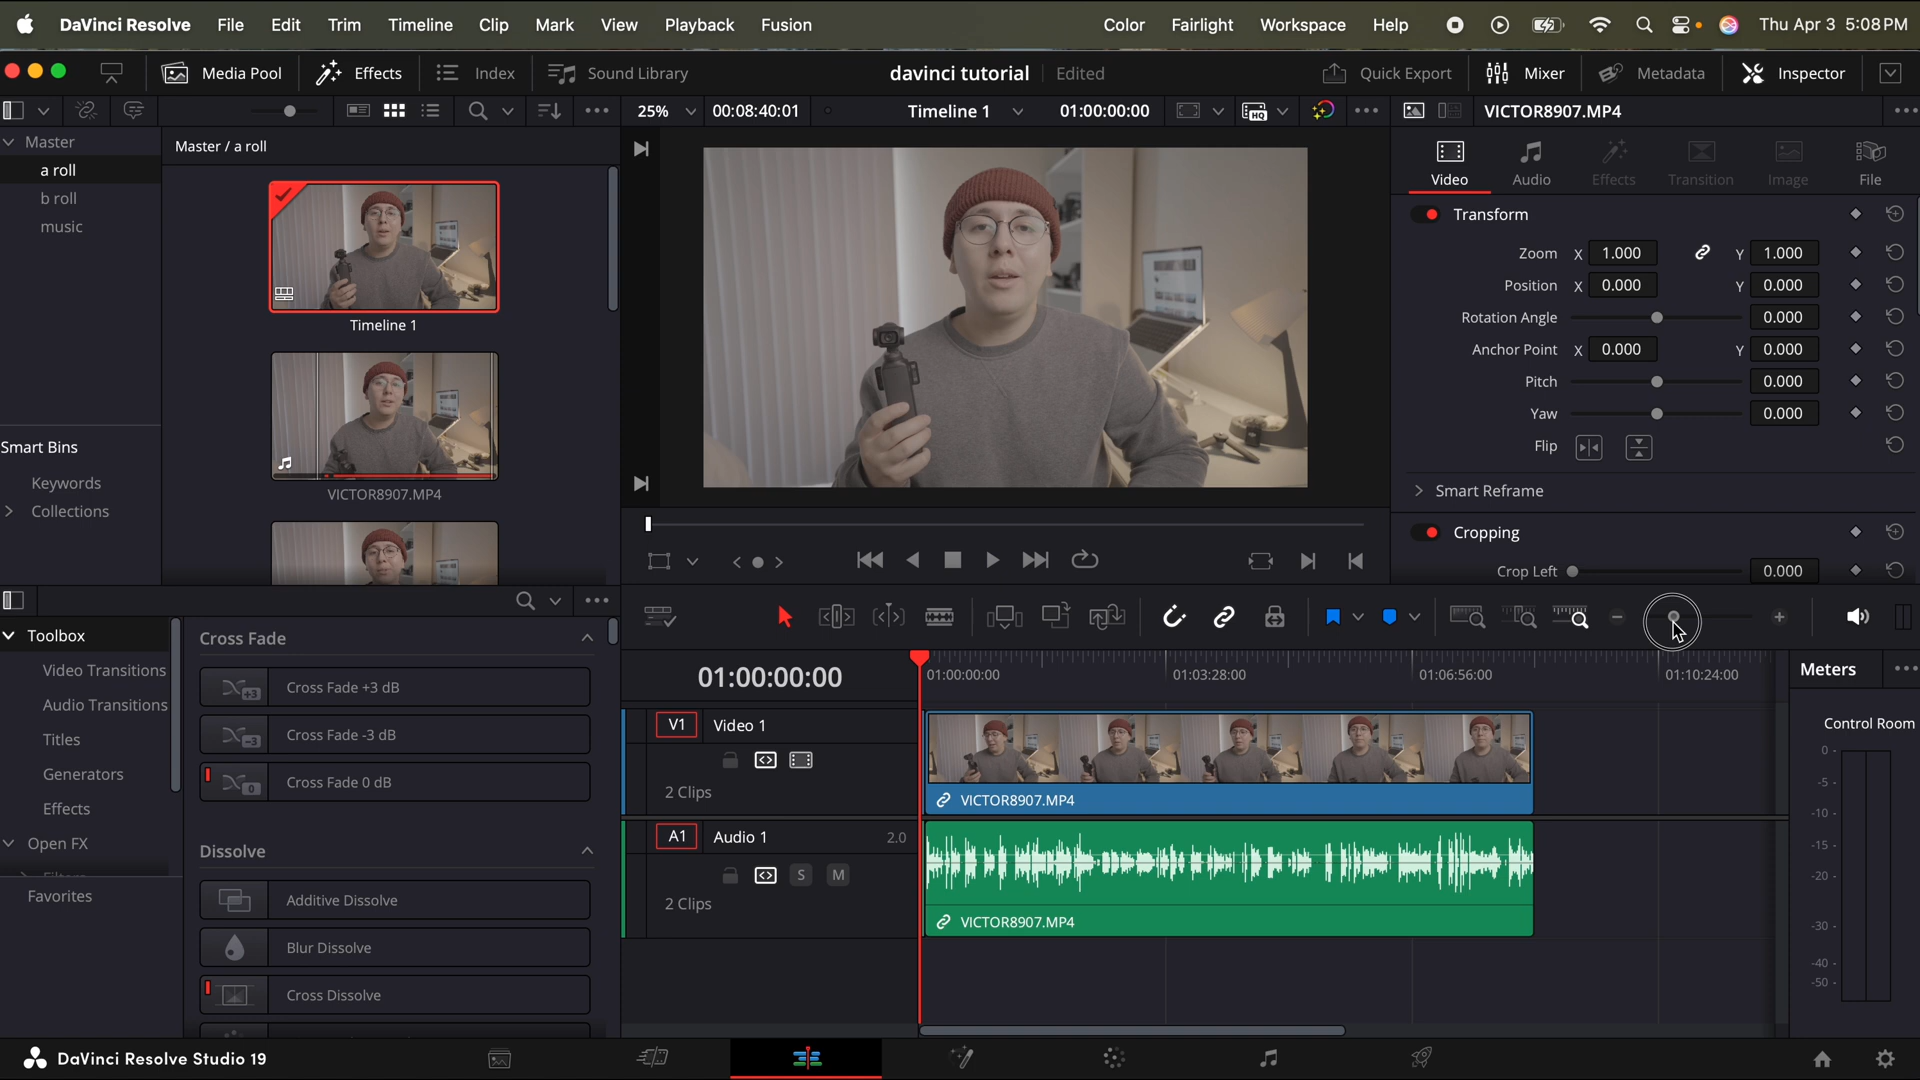 DaVinci Resolve File Edit Trim Timeline Clip Mark View Playback Fusion Color Fairlight Workspace Help Thu Apr 3 5:08 PM
Media Pool Effects Index Sound Library davinci tutorial Edited Quick Export Mixer Metadata Inspector
25% 00:08:40:01 Timeline 1 01:00:00:00 HQ VICTOR8907.MP4
Master
a roll
b roll
music
Smart Bins
Keywords
Collections
Master / a roll
Timeline 1
VICTOR8907.MP4
Video Audio Effects Transition Image File
Transform
Zoom X 1.000 Y 1.000
Position X 0.000 Y 0.000
Rotation Angle 0.000
Anchor Point X 0.000 Y 0.000
Pitch 0.000
Yaw 0.000
Flip
Smart Reframe
Cropping
Crop Left 0.000
Toolbox
Video Transitions
Audio Transitions
Titles
Generators
Effects
Open FX
Favorites
Cross Fade
+3 Cross Fade +3 dB
-3 Cross Fade -3 dB
0 Cross Fade 0 dB
Dissolve
Additive Dissolve
Blur Dissolve
Cross Dissolve
01:00:00:00
01:00:00:00 01:03:28:00 01:06:56:00 01:10:24:00
V1 Video 1
2 Clips
VICTOR8907.MP4
A1 Audio 1 2.0
S M
2 Clips
VICTOR8907.MP4
Meters
Control Room
0
-5
-10
-15
-20
-30
-40
-50
DaVinci Resolve Studio 19